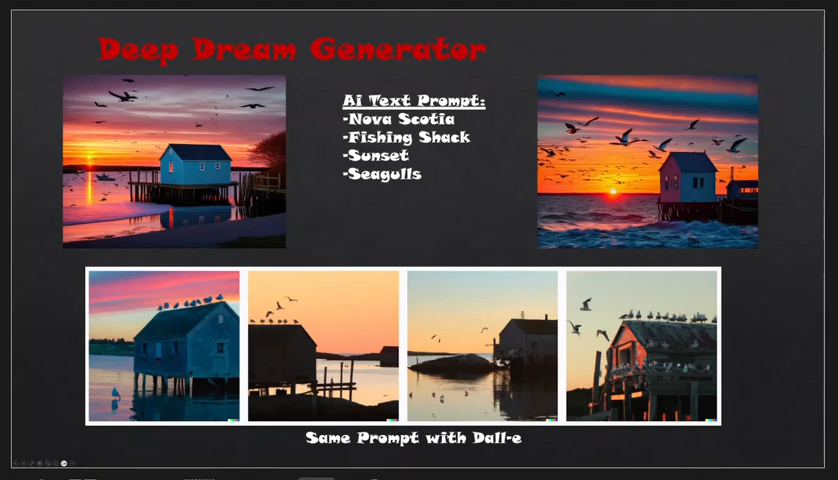 Deep Dream Generator
Ai Text Prompt:
-Nova Scotia
-Fishing Shack
-Sunset
-Seagulls
Same Prompt with Dall-e